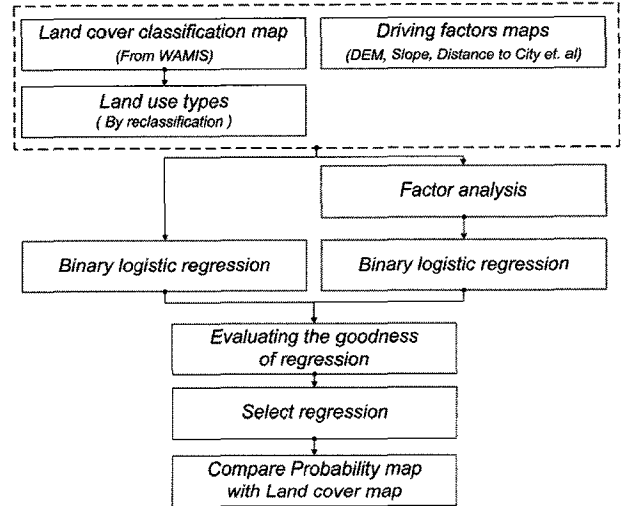 Land cover classification map
(From WAMIS)
Driving factors maps
(DEM, Slope, Distance to City et. al)
Land use types
( By reclassification )
Factor analysis
Binary logistic regression
Binary logistic regression
Evaluating the goodness
of regression
Select regression
Compare Probability map
with Land cover map